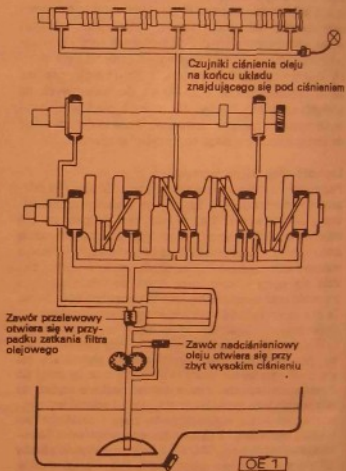 Czujniki ciśnienia oleju
na końcu układu
znajdującego się pod ciśnieniem
Zawór przelewowy
otwiera się w przy-
padku zatkania filtra
olejowego
Zawór nadciśnieniowy
oleju otwiera się przy
zbyt wysokim ciśnieniu
OE 1